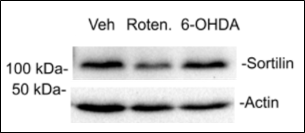 Veh Roten. 6-OHDA
100 kDa- -Sortilin
50 kDa-
-Actin